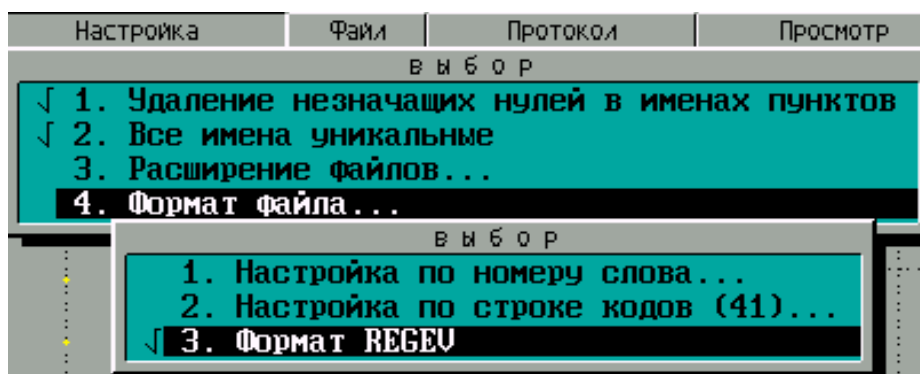 Настройка Файл Протокол Просмотр
выбор
√ 1. Удаление незначащих нулей в именах пунктов
√ 2. Все имена уникальные
3. Расширение файлов...
4. Формат файла...
выбор
1. Настройка по номеру слова...
2. Настройка по строке кодов (41)...
√ 3. Формат REGEV